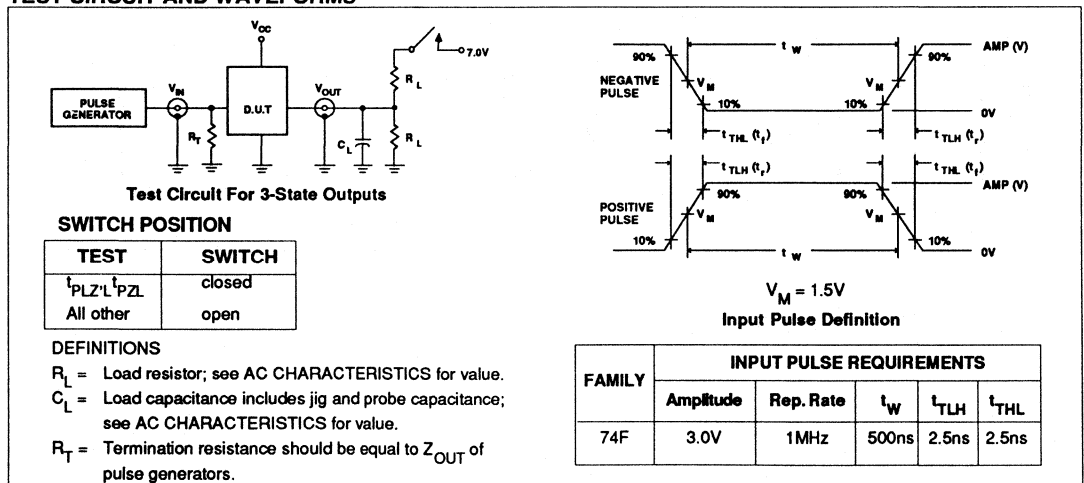 TEST CIRCUIT AND WAVEFORMS
VCC
7.0V
RL
VIN
VOUT
PULSE
GENERATOR
D.U.T
RT
CL
RL
Test Circuit For 3-State Outputs
SWITCH POSITION
TEST SWITCH
tPLZ'LtPZL closed
All other open
DEFINITIONS
RL = Load resistor; see AC CHARACTERISTICS for value.
CL = Load capacitance includes jig and probe capacitance;
see AC CHARACTERISTICS for value.
RT = Termination resistance should be equal to ZOUT of
pulse generators.
tW AMP (V)
90% 90%
NEGATIVE
PULSE
VM VM
10% 10%
0V
tTHL (tf) tTLH (tr)
tTLH (tr) tTHL (tf)
AMP (V)
90% 90%
POSITIVE
PULSE
VM VM
10% 10%
tW 0V
VM = 1.5V
Input Pulse Definition
FAMILY INPUT PULSE REQUIREMENTS
Amplitude Rep. Rate tW tTLH tTHL
74F 3.0V 1MHz 500ns 2.5ns 2.5ns